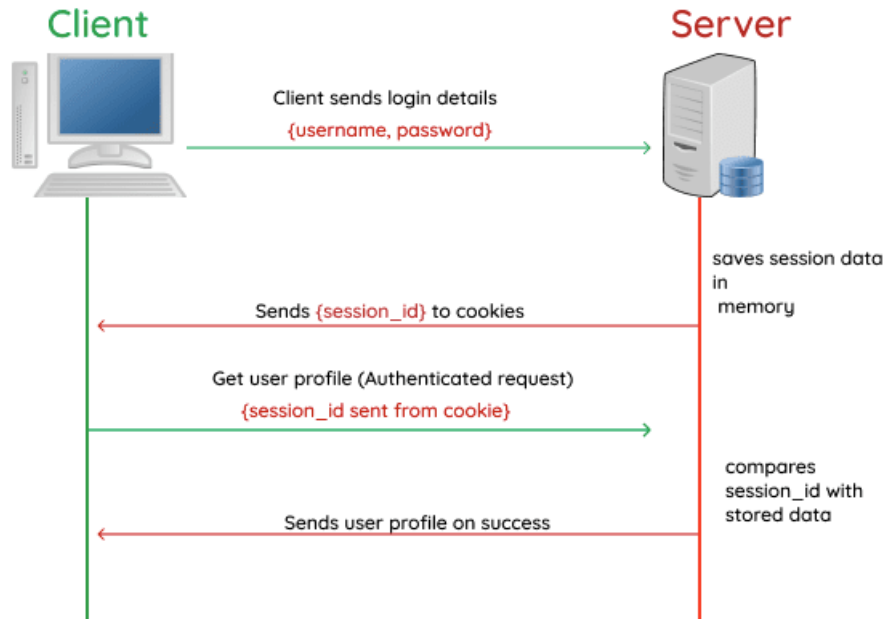 Client
Server
Client sends login details
{username, password}
saves session data
in
memory
Sends {session_id} to cookies
Get user profile (Authenticated request)
{session_id sent from cookie}
compares
session_id with
stored data
Sends user profile on success